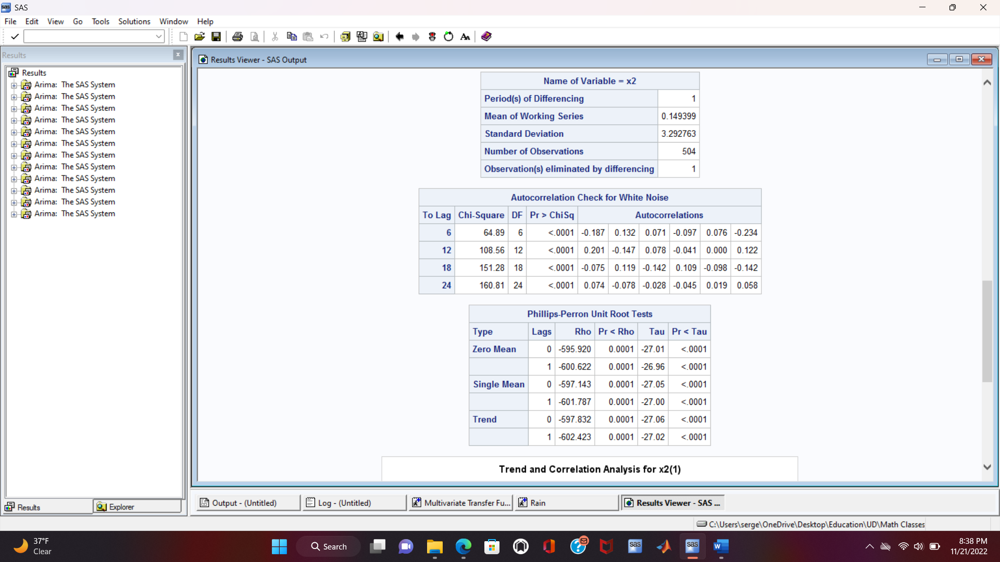 SAS
File Edit View Go Tools Solutions Window Help
Results
Results
Arima: The SAS System
Arima: The SAS System
Arima: The SAS System
Arima: The SAS System
Arima: The SAS System
Arima: The SAS System
Arima: The SAS System
Arima: The SAS System
Arima: The SAS System
Arima: The SAS System
Arima: The SAS System
Arima: The SAS System
Results Explorer
Results Viewer - SAS Output
Name of Variable = x2
Period(s) of Differencing 1
Mean of Working Series 0.149399
Standard Deviation 3.292763
Number of Observations 504
Observation(s) eliminated by differencing 1
Autocorrelation Check for White Noise
To Lag Chi-Square DF Pr > ChiSq Autocorrelations
6 64.89 6 <.0001 -0.187 0.132 0.071 -0.097 0.076 -0.234
12 108.56 12 <.0001 0.201 -0.147 0.078 -0.041 0.000 0.122
18 151.28 18 <.0001 -0.075 0.119 -0.142 0.109 -0.098 -0.142
24 160.81 24 <.0001 0.074 -0.078 -0.028 -0.045 0.019 0.058
Phillips-Perron Unit Root Tests
Type Lags Rho Pr < Rho Tau Pr < Tau
Zero Mean 0 -595.920 0.0001 -27.01 <.0001
1 -600.622 0.0001 -26.96 <.0001
Single Mean 0 -597.143 0.0001 -27.05 <.0001
1 -601.787 0.0001 -27.00 <.0001
Trend 0 -597.832 0.0001 -27.06 <.0001
1 -602.423 0.0001 -27.02 <.0001
Trend and Correlation Analysis for x2(1)
Output - (Untitled) Log - (Untitled) Multivariate Transfer Fu... Rain Results Viewer - SAS ...
C:\Users\serge\OneDrive\Desktop\Education\UD\Math Classes
37°F
Clear
Search
sas
sas
W
8:38 PM
11/21/2022